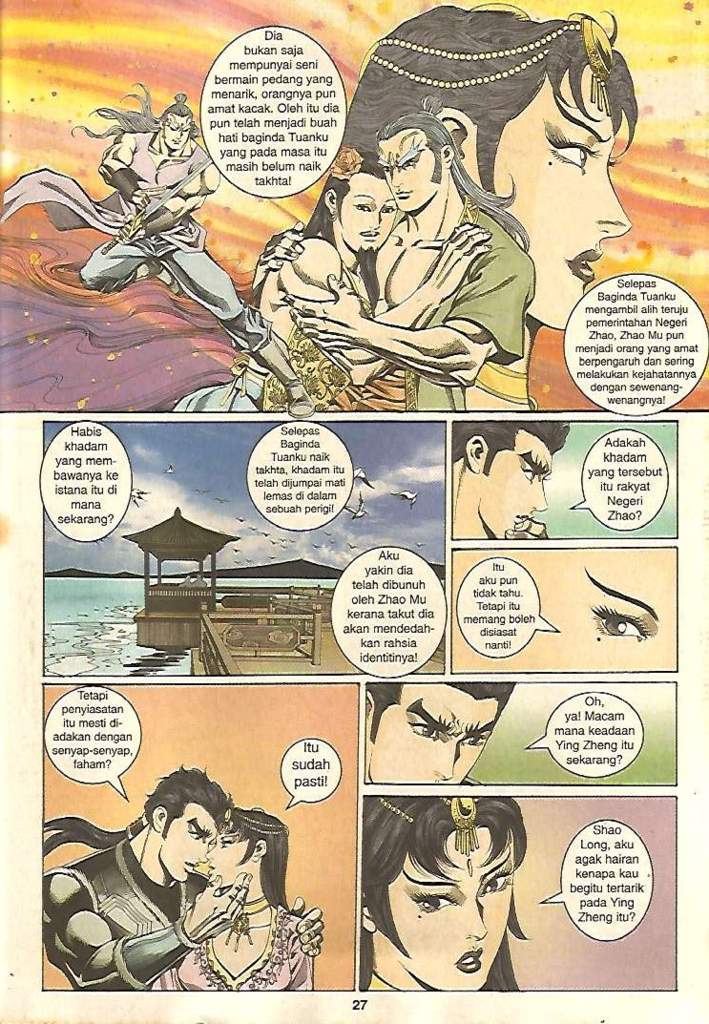 Dia
bukan saja
mempunyai seni
bermain pedang yang
menarik, orangnya pun
amat kacak. Oleh itu dia
pun telah menjadi buah
hati baginda Tuanku
yang pada masa itu
masih belum naik
takhta!
Selepas
Baginda Tuanku
mengambil alih teruju
pemerintahan Negeri
Zhao, Zhao Mu pun
menjadi orang yang amat
berpengaruh dan sering
melakukan kejahatannya
dengan sewenang-
wenangnya!
Habis
khadam
yang mem-
bawanya ke
istana itu di
mana
sekarang?
Selepas
Baginda
Tuanku naik
takhta, khadam itu
telah dijumpai mati
lemas di dalam
sebuah perigi!
Aku
yakin dia
telah dibunuh
oleh Zhao Mu
kerana takut dia
akan mendedah-
kan rahsia
identitinya!
Adakah
khadam
yang tersebut
itu rakyat
Negeri
Zhao?
Itu
aku pun
tidak tahu.
Tetapi itu
memang boleh
disiasat
nanti!
Tetapi
penyiasatan
itu mesti di-
adakan dengan
senyap-senyap,
faham?
Itu
sudah
pasti!
Oh,
ya! Macam
mana keadaan
Ying Zheng itu
sekarang?
Shao
Long, aku
agak hairan
kenapa kau
begitu tertarik
pada Ying
Zheng itu?
27